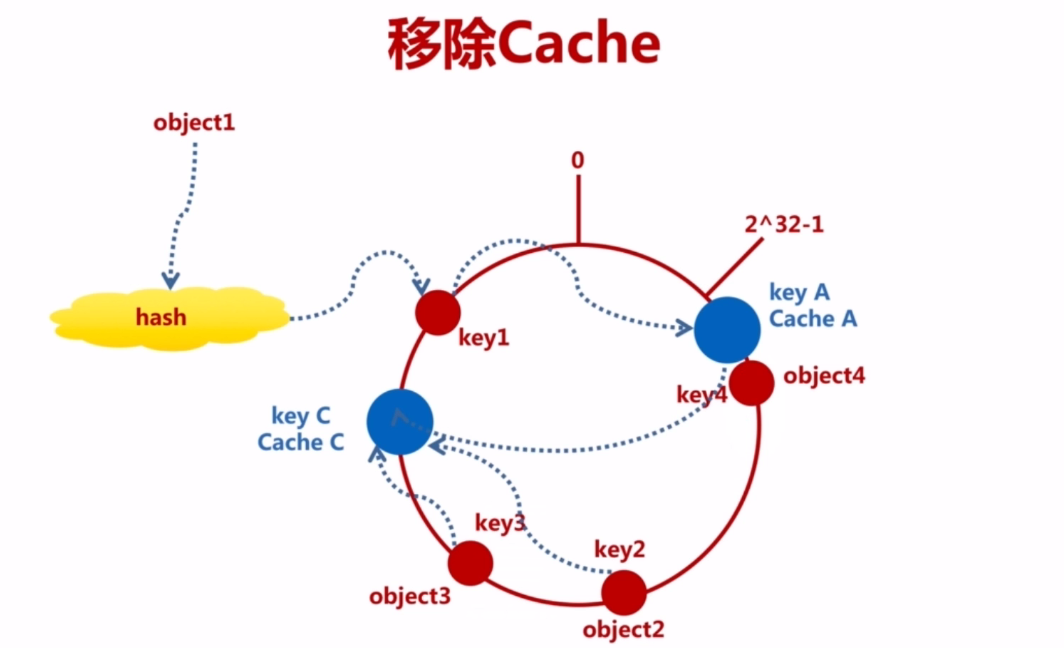 移除Cache
object1
0
2^32-1
hash
key1
key A
Cache A
key4
object4
key C
Cache C
key3
key2
object3
object2